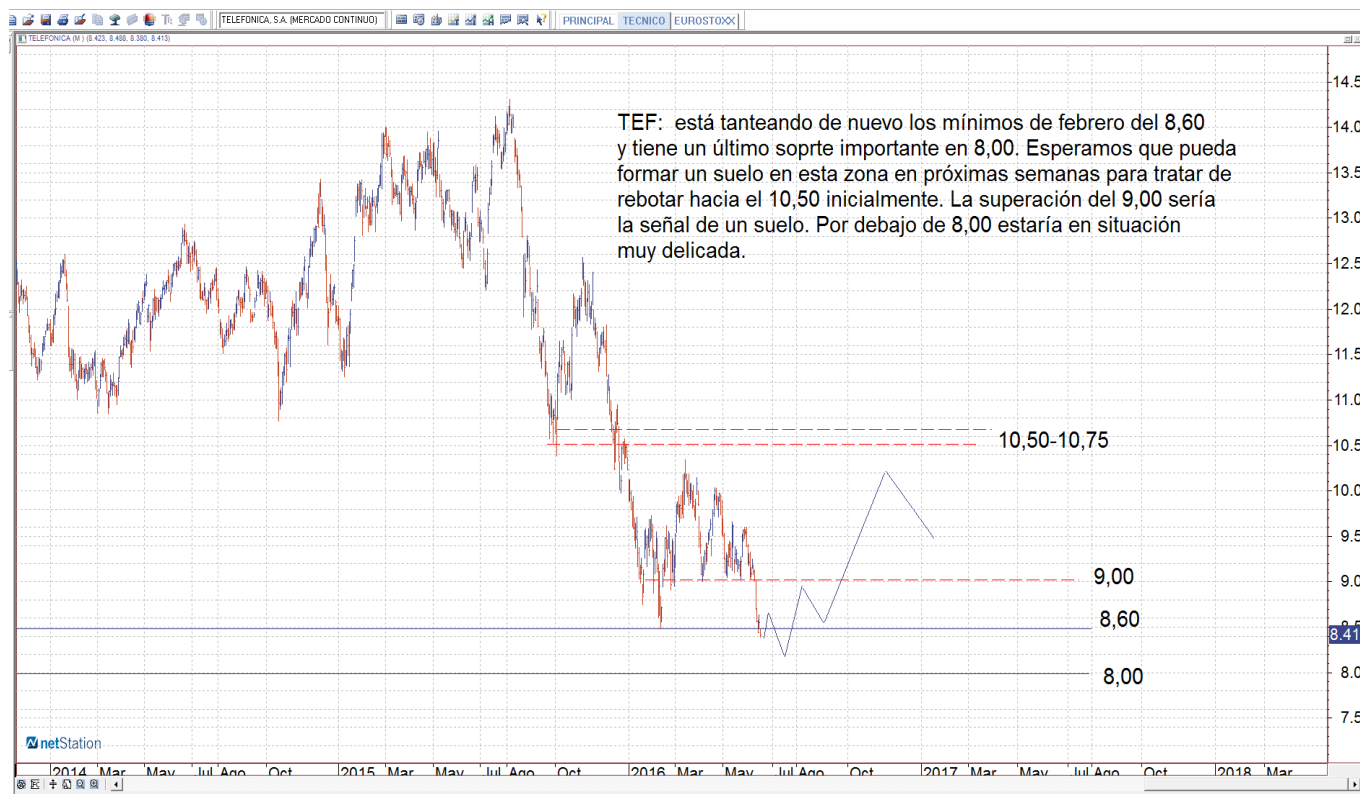 TELEFONICA, S.A. (MERCADO CONTINUO)
PRINCIPAL TECNICO EUROSTOXX
TELEFONICA (M ) (8.423, 8.488, 8.380, 8.413)
TEF: está tanteando de nuevo los mínimos de febrero del 8,60
y tiene un último soprte importante en 8,00. Esperamos que pueda
formar un suelo en esta zona en próximas semanas para tratar de
rebotar hacia el 10,50 inicialmente. La superación del 9,00 sería
la señal de un suelo. Por debajo de 8,00 estaría en situación
muy delicada.
14.5
14.0
13.5
13.0
12.5
12.0
11.5
11.0
10,50-10,75
10.5
10.0
9.5
9,00
9.0
8,60
8.41
8,00
8.0
7.5
netStation
2014 Mar May Jul Ago Oct 2015 Mar May Jul Ago Oct 2016 Mar May Jul Ago Oct 2017 Mar May Jul Ago Oct 2018 Mar